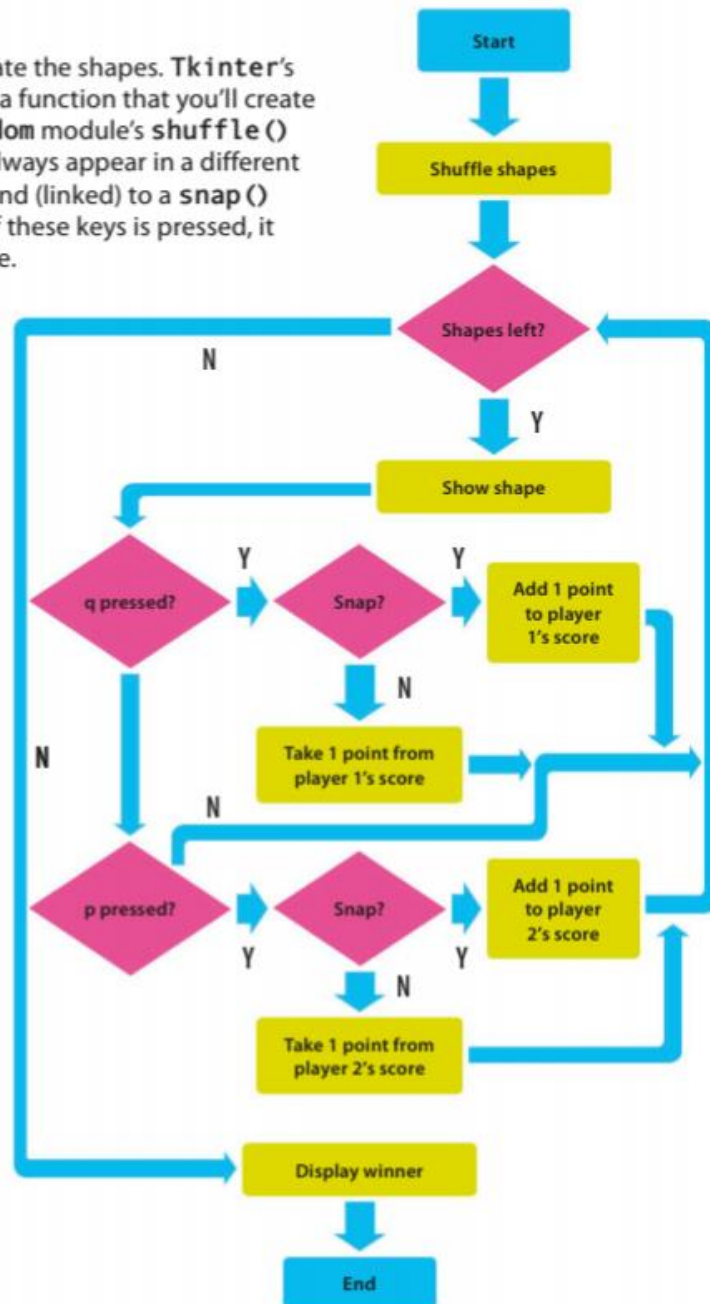 Start
ate the shapes. Tkinter's
a function that you'll create
dom module's shuffle()
lways appear in a different
nd (linked) to a snap()
f these keys is pressed, it
e.
Shuffle shapes
Shapes left?
N
Y
Show shape
q pressed?
Y
Snap?
Y
Add 1 point
to player
1's score
N
Take 1 point from
player 1's score
N
N
p pressed?
Y
Snap?
Y
Add 1 point
to player
2's score
N
Take 1 point from
player 2's score
Display winner
End